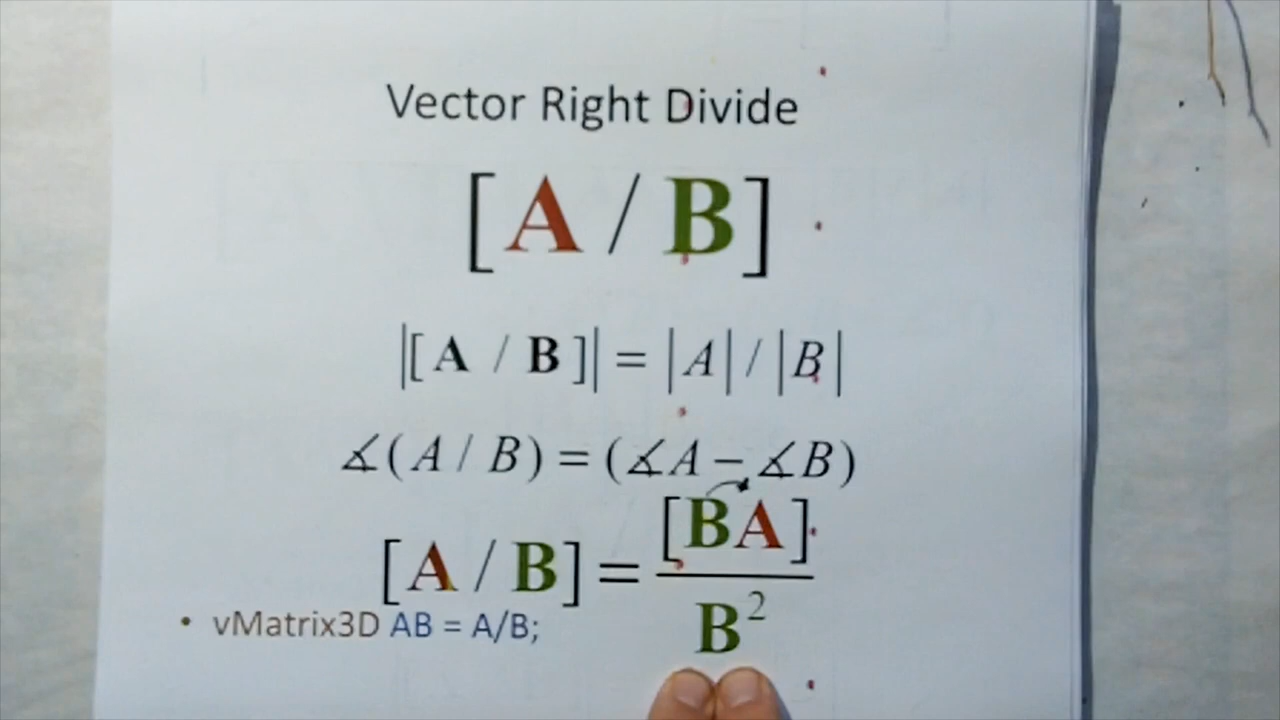 Vector Right Divide
[A / B]
|[A / B]| = |A| / |B|
∡(A / B) = (∡A − ∡B)
[A / B] = [BA] / B²
• vMatrix3D AB = A/B;